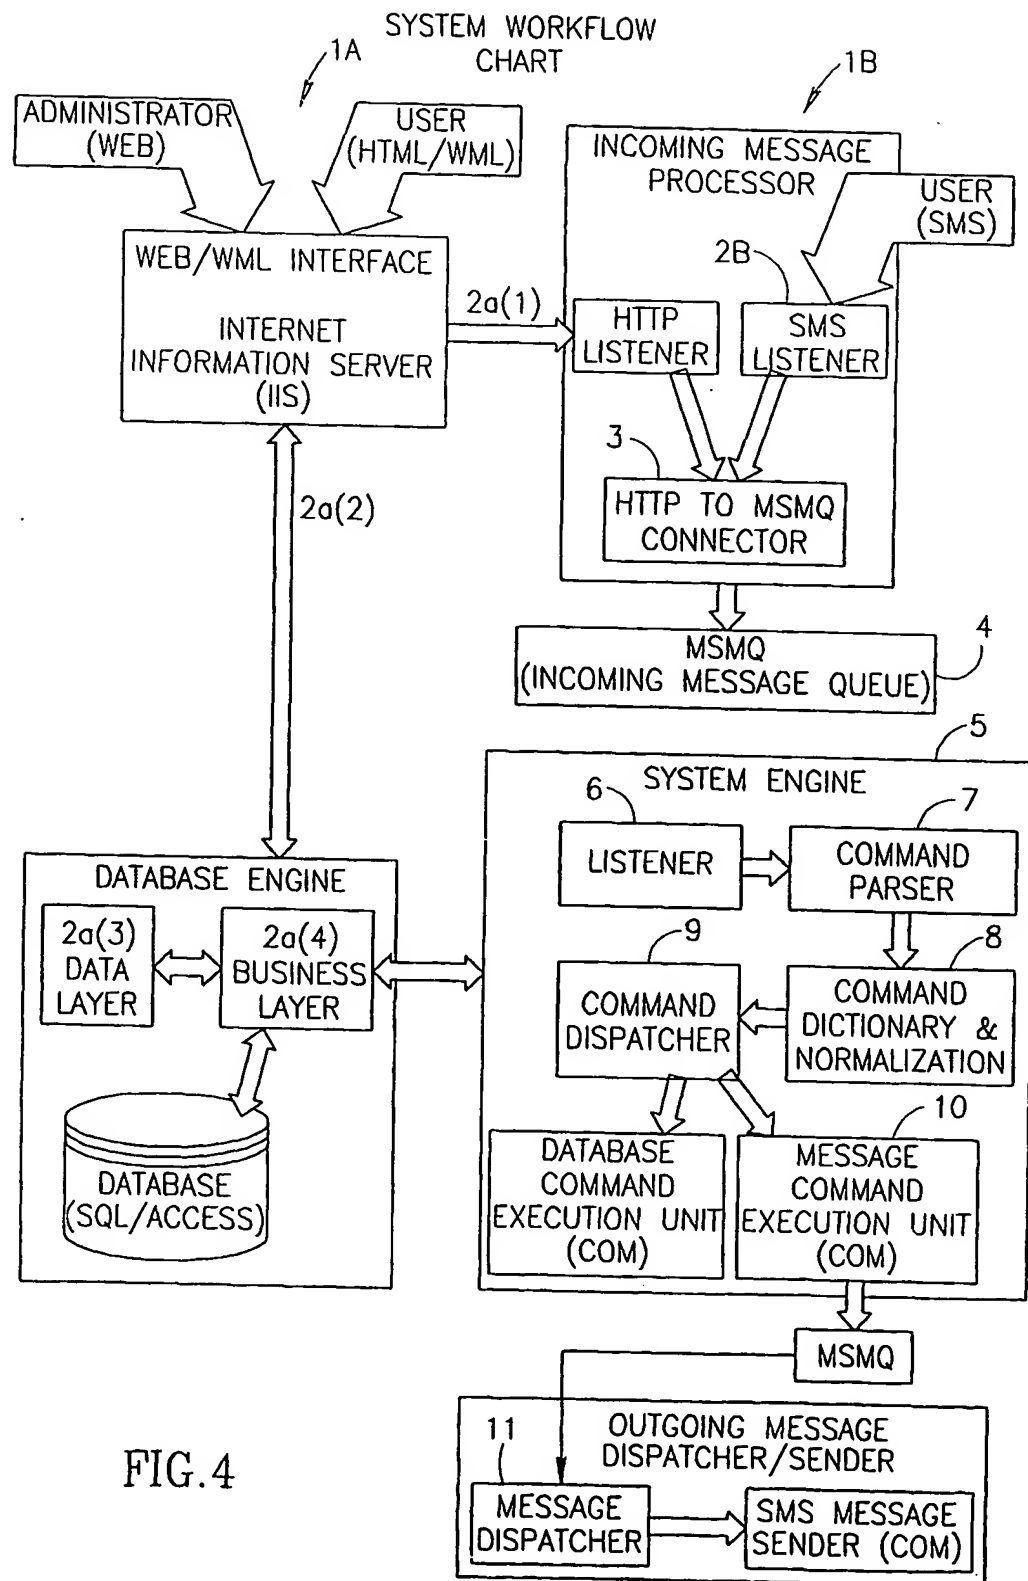 SYSTEM WORKFLOW
CHART
1A
1B
ADMINISTRATOR
(WEB)
USER
(HTML/WML)
INCOMING MESSAGE
PROCESSOR
USER
(SMS)
WEB/WML INTERFACE
INTERNET
INFORMATION SERVER
(IIS)
2a(1)
2B
HTTP
LISTENER
SMS
LISTENER
3
HTTP TO MSMQ
CONNECTOR
2a(2)
4
MSMQ
(INCOMING MESSAGE QUEUE)
5
SYSTEM ENGINE
6
LISTENER
7
COMMAND
PARSER
DATABASE ENGINE
2a(3)
DATA
LAYER
2a(4)
BUSINESS
LAYER
9
COMMAND
DISPATCHER
8
COMMAND
DICTIONARY &
NORMALIZATION
10
DATABASE
(SQL/ACCESS)
DATABASE
COMMAND
EXECUTION UNIT
(COM)
MESSAGE
COMMAND
EXECUTION UNIT
(COM)
MSMQ
OUTGOING MESSAGE
DISPATCHER/SENDER
11
MESSAGE
DISPATCHER
SMS MESSAGE
SENDER (COM)
FIG.4